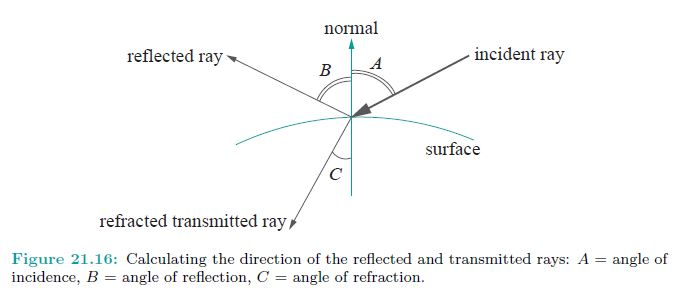 normal
reflected ray
B
A
incident ray
surface
C
refracted transmitted ray
Figure 21.16: Calculating the direction of the reflected and transmitted rays: A = angle of
incidence, B = angle of reflection, C = angle of refraction.